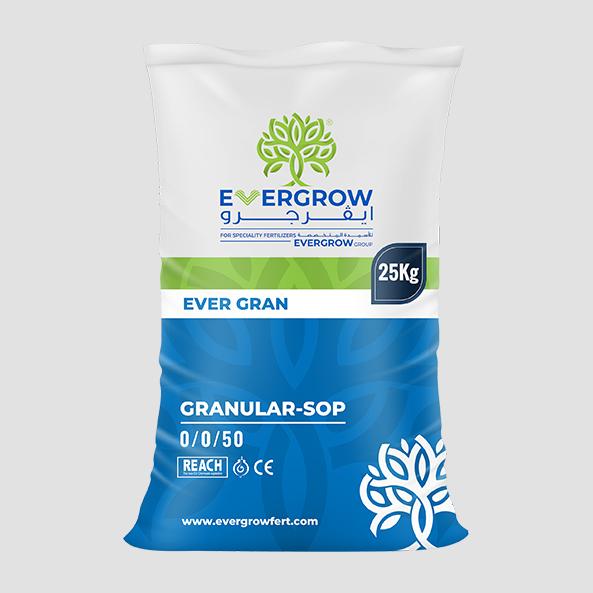 EVERGROW
ايڤرجرو
FOR SPECIALITY FERTILIZERS للأسمدة المتخصصة
EVERGROW GROUP
25Kg
EVER GRAN
GRANULAR-SOP
0/0/50
REACH
CE
www.evergrowfert.com